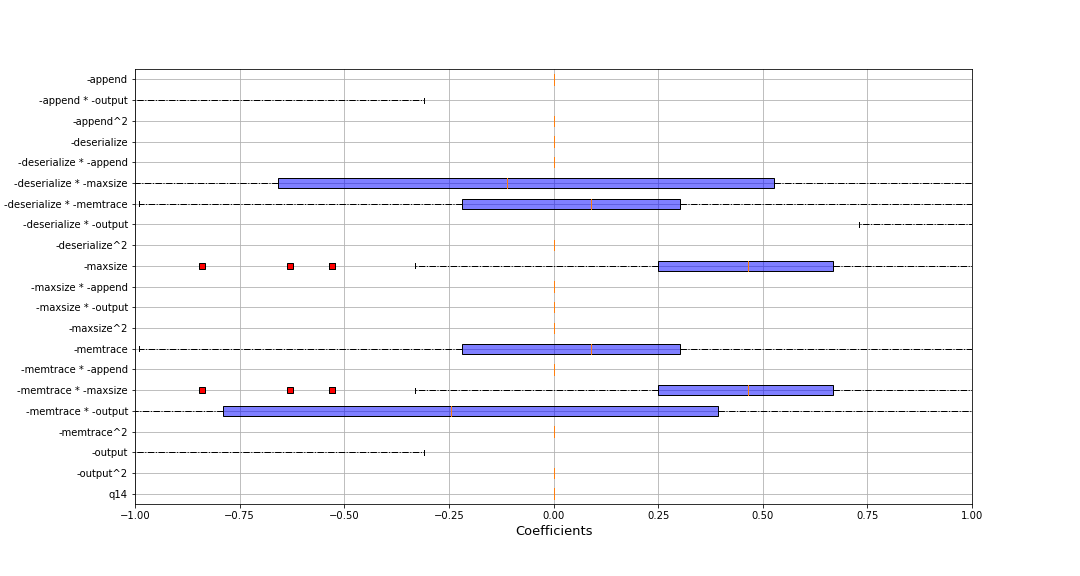 -append
-append * -output
-append^2
-deserialize
-deserialize * -append
-deserialize * -maxsize
-deserialize * -memtrace
-deserialize * -output
-deserialize^2
-maxsize
-maxsize * -append
-maxsize * -output
-maxsize^2
-memtrace
-memtrace * -append
-memtrace * -maxsize
-memtrace * -output
-memtrace^2
-output
-output^2
q14
−1.00 −0.75 −0.50 −0.25 0.00 0.25 0.50 0.75 1.00
Coefficients